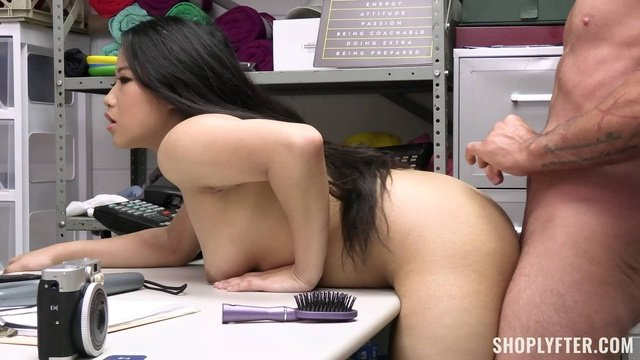 ENERGY
ATTITUDE
PASSION
BEING COACHABLE
DOING EXTRA
BEING PREPARED
SHOPLYFTER.COM